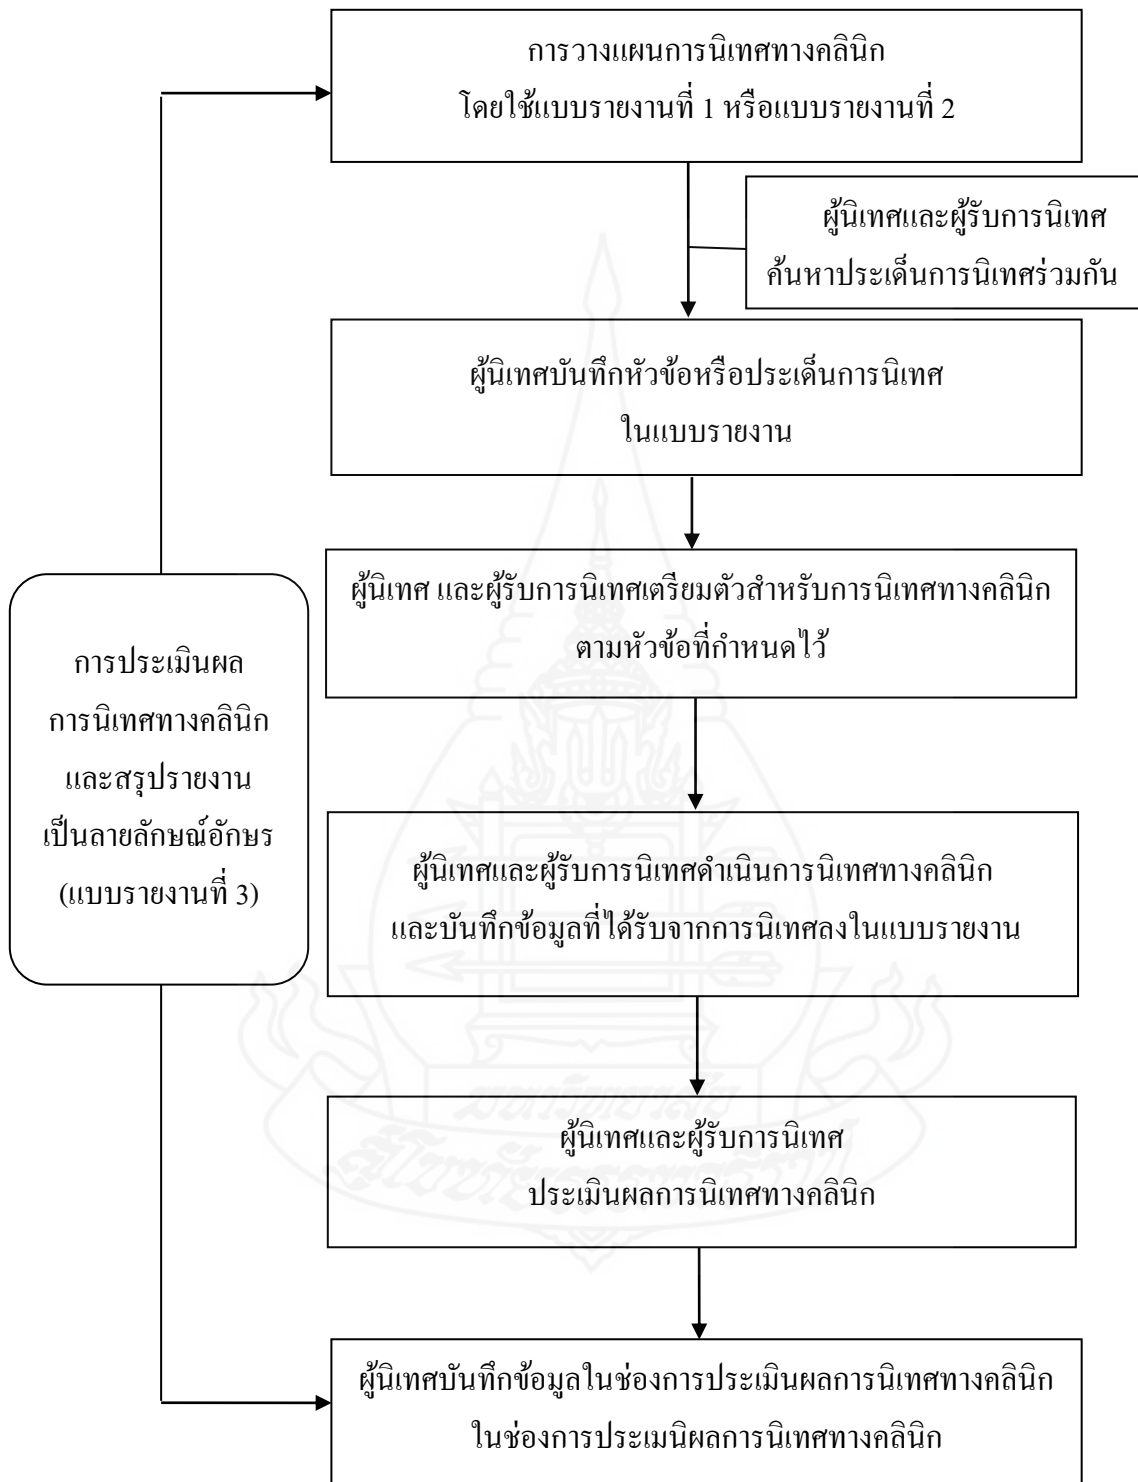 การวางแผนการนิเทศทางคลินิก
โดยใช้แบบรายงานที่ 1 หรือแบบรายงานที่ 2
ผู้นิเทศและผู้รับการนิเทศ
ค้นหาประเด็นการนิเทศร่วมกัน
ผู้นิเทศบันทึกหัวข้อหรือประเด็นการนิเทศ
ในแบบรายงาน
ผู้นิเทศ และผู้รับการนิเทศเตรียมตัวสำหรับการนิเทศทางคลินิก
ตามหัวข้อที่กำหนดไว้
การประเมินผล
การนิเทศทางคลินิก
และสรุปรายงาน
เป็นลายลักษณ์อักษร
(แบบรายงานที่ 3)
ผู้นิเทศและผู้รับการนิเทศดำเนินการนิเทศทางคลินิก
และบันทึกข้อมูลที่ได้รับจากการนิเทศลงในแบบรายงาน
มหาวิทยาลัย
สุโขทัยธรรมาธิราช
ผู้นิเทศและผู้รับการนิเทศ
ประเมินผลการนิเทศทางคลินิก
ผู้นิเทศบันทึกข้อมูลในช่องการประเมินผลการนิเทศทางคลินิก
ในช่องการประเมนิผลการนิเทศทางคลินิก